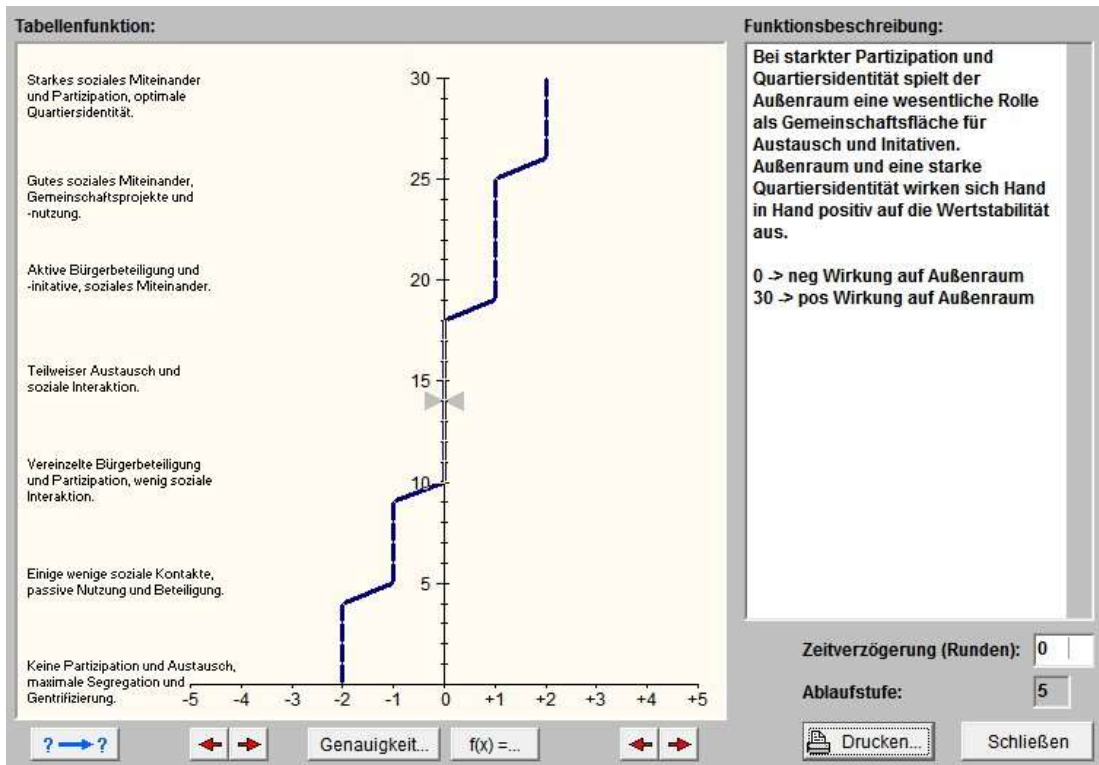 Tabellenfunktion:
Starkes soziales Miteinander
und Partizipation, optimale
Quartiersidentität.
Gutes soziales Miteinander,
Gemeinschaftsprojekte und
-nutzung.
Aktive Bürgerbeteiligung und
-initative, soziales Miteinander.
Teilweiser Austausch und
soziale Interaktion.
Vereinzelte Bürgerbeteiligung
und Partizipation, wenig soziale
Interaktion.
Einige wenige soziale Kontakte,
passive Nutzung und Beteiligung.
Keine Partizipation und Austausch,
maximale Segregation und
Gentrifizierung.
30
25
20
15
10
5
-5 -4 -3 -2 -1 0 +1 +2 +3 +4 +5
? ?
Genauigkeit...
f(x) =...
Funktionsbeschreibung:
Bei starkter Partizipation und
Quartiersidentität spielt der
Außenraum eine wesentliche Rolle
als Gemeinschaftsfläche für
Austausch und Initativen.
Außenraum und eine starke
Quartiersidentität wirken sich Hand
in Hand positiv auf die Wertstabilität
aus.
0 -> neg Wirkung auf Außenraum
30 -> pos Wirkung auf Außenraum
Zeitverzögerung (Runden): 0
Ablaufstufe: 5
Drucken...
Schließen